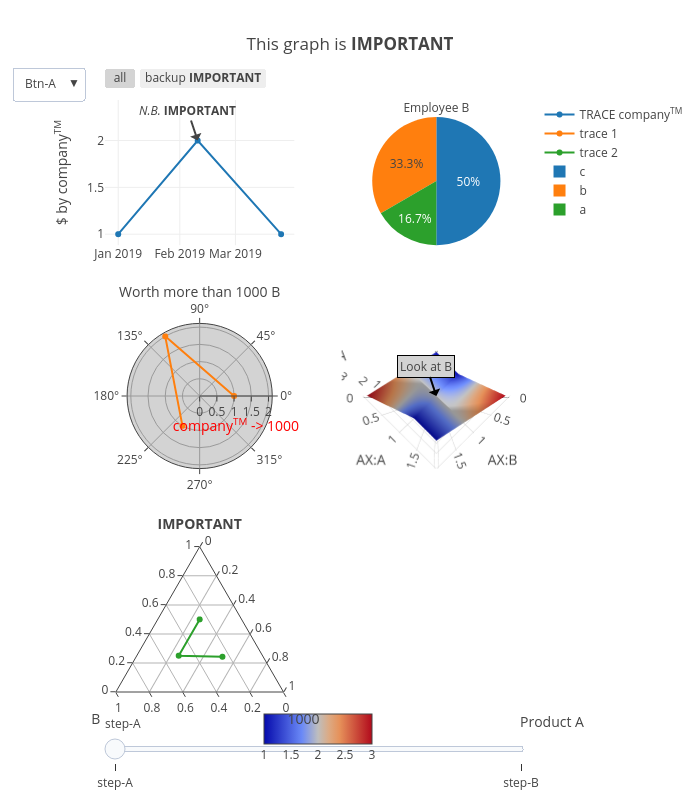 This graph is IMPORTANT
Btn-A ▼
all
backup IMPORTANT
N.B. IMPORTANT
$ by company™
2
1.5
1
Jan 2019 Feb 2019 Mar 2019
Employee B
33.3%
50%
16.7%
TRACE company™
trace 1
trace 2
c
b
a
Worth more than 1000 B
90°
135° 45°
180° 0°
0 0.5 1 1.5 2
company™ -> 1000
225° 315°
270°
Look at B
2 1
0 0
0.5 0.5
1 1
1.5 1.5
AX:A AX:B
IMPORTANT
1 0
0.8 0.2
0.6 0.4
0.4 0.6
0.2 0.8
0 1
1 0.8 0.6 0.4 0.2 0
B step-A
1000
Product A
1 1.5 2 2.5 3
step-A step-B